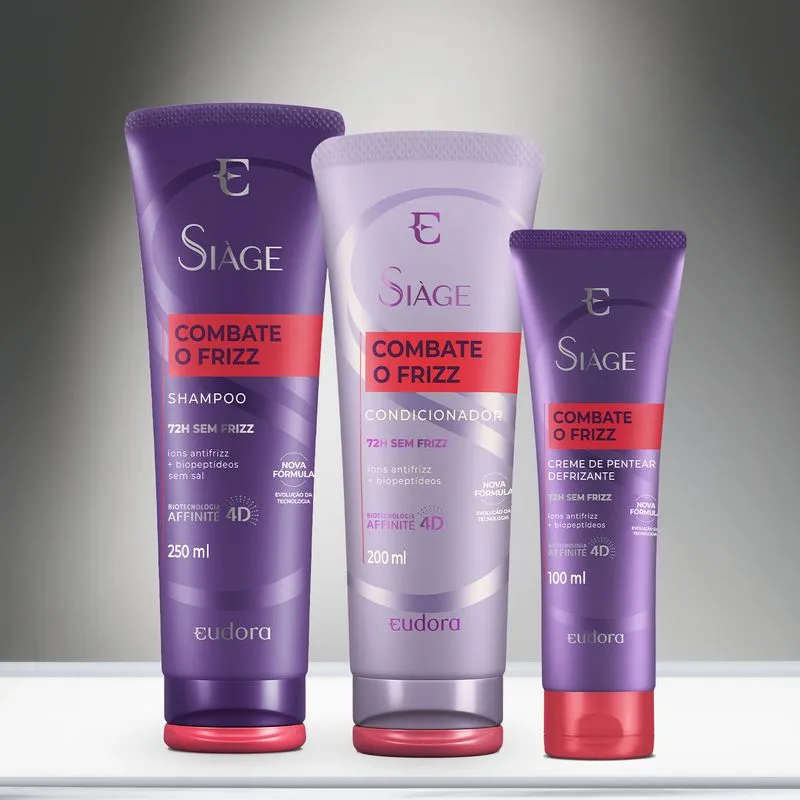 E
SIÀGE
COMBATE
O FRIZZ
SHAMPOO
72H SEM FRIZZ
íons antifrizz
+ biopeptídeos
sem sal
NOVA
FÓRMULA
EVOLUÇÃO DA
TECNOLOGIA
BIOTECNOLOGIA
AFFINITÉ 4D
250 ml
eudora
E
SIÀGE
COMBATE
O FRIZZ
CONDICIONADOR
72H SEM FRIZZ
íons antifrizz
+ biopeptídeos
NOVA
FÓRMULA
EVOLUÇÃO DA
TECNOLOGIA
BIOTECNOLOGIA
AFFINITÉ 4D
200 ml
eudora
E
SIÀGE
COMBATE
O FRIZZ
CREME DE PENTEAR
DEFRIZANTE
72H SEM FRIZZ
íons antifrizz
+ biopeptídeos
NOVA
FÓRMULA
EVOLUÇÃO DA
TECNOLOGIA
BIOTECNOLOGIA
AFFINITÉ 4D
100 ml
eudora